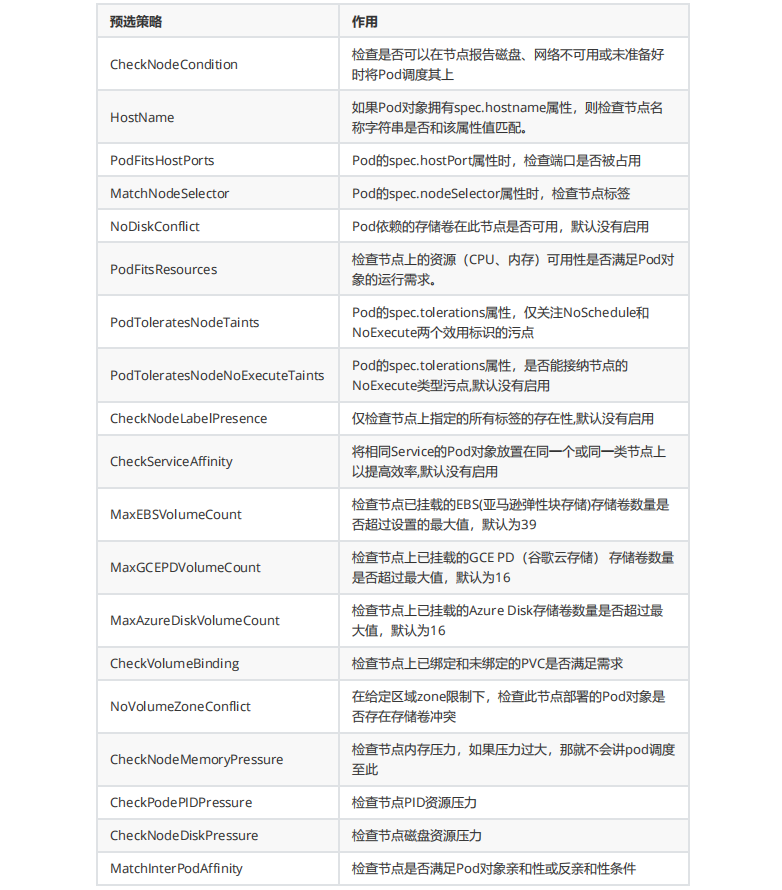 预选策略
作用
CheckNodeCondition
检查是否可以在节点报告磁盘、网络不可用或未准备好
时将Pod调度其上
HostName
如果Pod对象拥有spec.hostname属性，则检查节点名
称字符串是否和该属性值匹配。
PodFitsHostPorts
Pod的spec.hostPort属性时，检查端口是否被占用
MatchNodeSelector
Pod的spec.nodeSelector属性时，检查节点标签
NoDiskConflict
Pod依赖的存储卷在此节点是否可用，默认没有启用
PodFitsResources
检查节点上的资源（CPU、内存）可用性是否满足Pod对
象的运行需求。
PodToleratesNodeTaints
Pod的spec.tolerations属性，仅关注NoSchedule和
NoExecute两个效用标识的污点
PodToleratesNodeNoExecuteTaints
Pod的spec.tolerations属性，是否能接纳节点的
NoExecute类型污点,默认没有启用
CheckNodeLabelPresence
仅检查节点上指定的所有标签的存在性,默认没有启用
CheckServiceAffinity
将相同Service的Pod对象放置在同一个或同一类节点上
以提高效率,默认没有启用
MaxEBSVolumeCount
检查节点已挂载的EBS(亚马逊弹性块存储)存储卷数量是
否超过设置的最大值，默认为39
MaxGCEPDVolumeCount
检查节点上已挂载的GCE PD（谷歌云存储） 存储卷数量
是否超过最大值，默认为16
MaxAzureDiskVolumeCount
检查节点上已挂载的Azure Disk存储卷数量是否超过最
大值，默认为16
CheckVolumeBinding
检查节点上已绑定和未绑定的PVC是否满足需求
NoVolumeZoneConflict
在给定区域zone限制下，检查此节点部署的Pod对象是
否存在存储卷冲突
CheckNodeMemoryPressure
检查节点内存压力，如果压力过大，那就不会讲pod调度
至此
CheckPodePIDPressure
检查节点PID资源压力
CheckNodeDiskPressure
检查节点磁盘资源压力
MatchInterPodAffinity
检查节点是否满足Pod对象亲和性或反亲和性条件